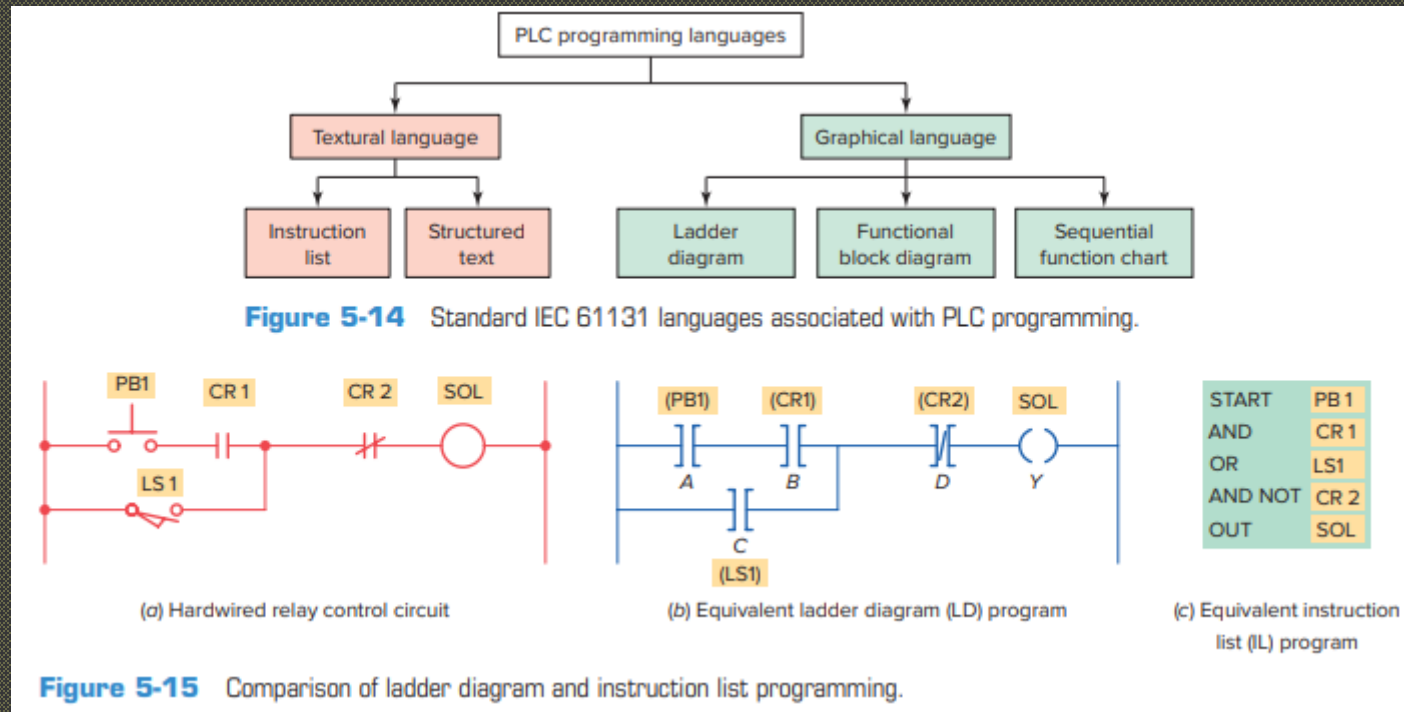 PLC programming languages
Textural language
Graphical language
Instruction
list
Structured
text
Ladder
diagram
Functional
block diagram
Sequential
function chart
Figure 5-14 Standard IEC 61131 languages associated with PLC programming.
PB1
CR 1
CR 2
SOL
LS 1
(a) Hardwired relay control circuit
(PB1)
(CR1)
(CR2)
SOL
A
B
D
Y
C
(LS1)
(b) Equivalent ladder diagram (LD) program
START PB 1
AND CR 1
OR LS1
AND NOT CR 2
OUT SOL
(c) Equivalent instruction
list (IL) program
Figure 5-15 Comparison of ladder diagram and instruction list programming.